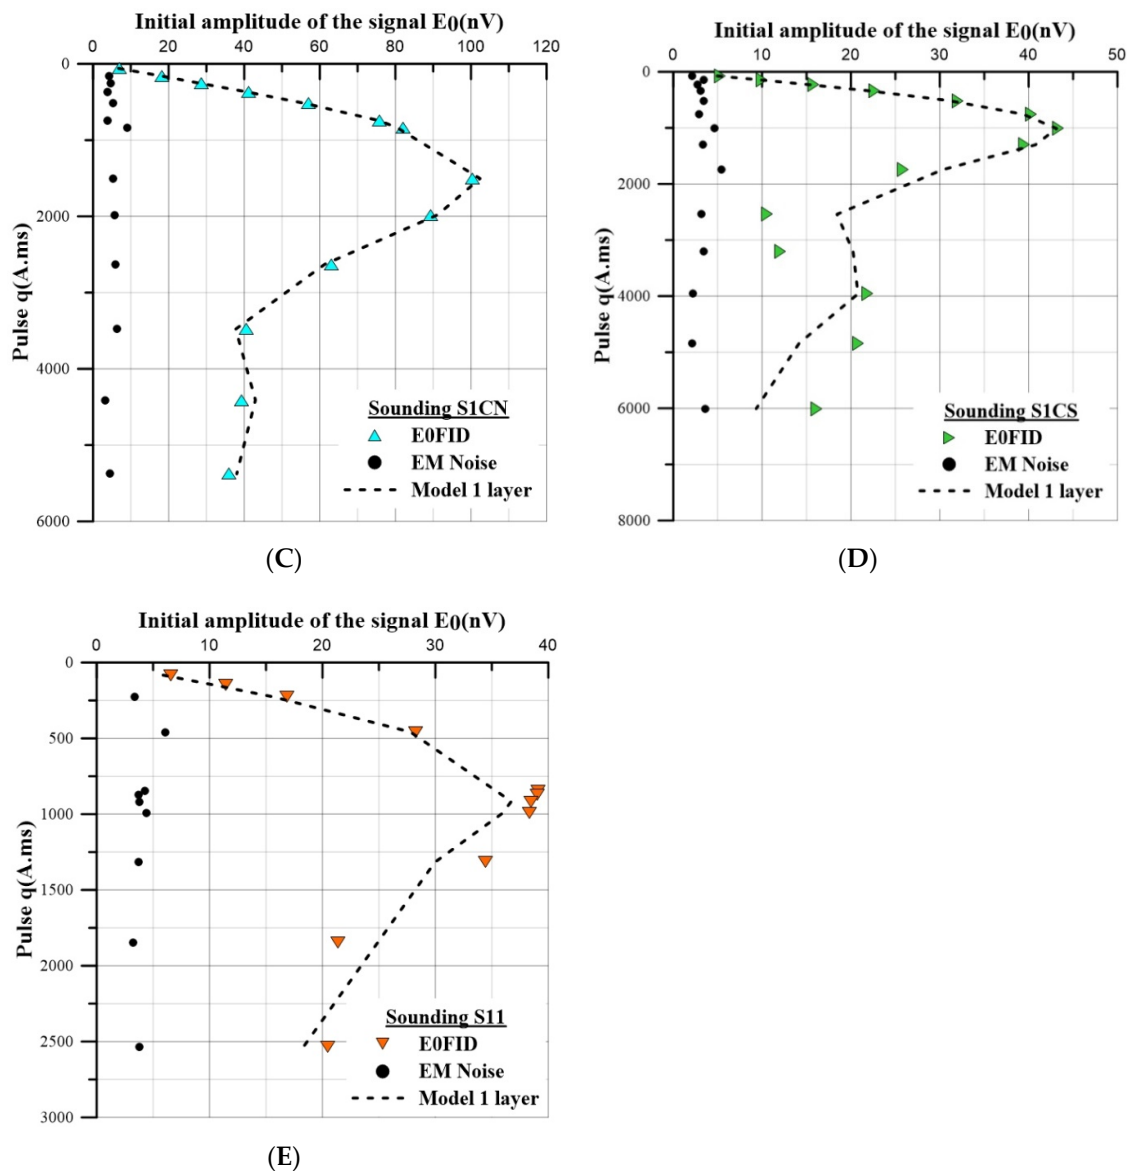 Initial amplitude of the signal E0(nV)
0 20 40 60 80 100 120
0
2000
4000
6000
Pulse q(A.ms)
Sounding S1CN
E0FID
EM Noise
Model 1 layer
(C)
Initial amplitude of the signal E0(nV)
0 10 20 30 40 50
0
2000
4000
6000
8000
Pulse q(A.ms)
Sounding S1CS
E0FID
EM Noise
Model 1 layer
(D)
Initial amplitude of the signal E0(nV)
0 10 20 30 40
0
500
1000
1500
2000
2500
3000
Pulse q(A.ms)
Sounding S11
E0FID
EM Noise
Model 1 layer
(E)